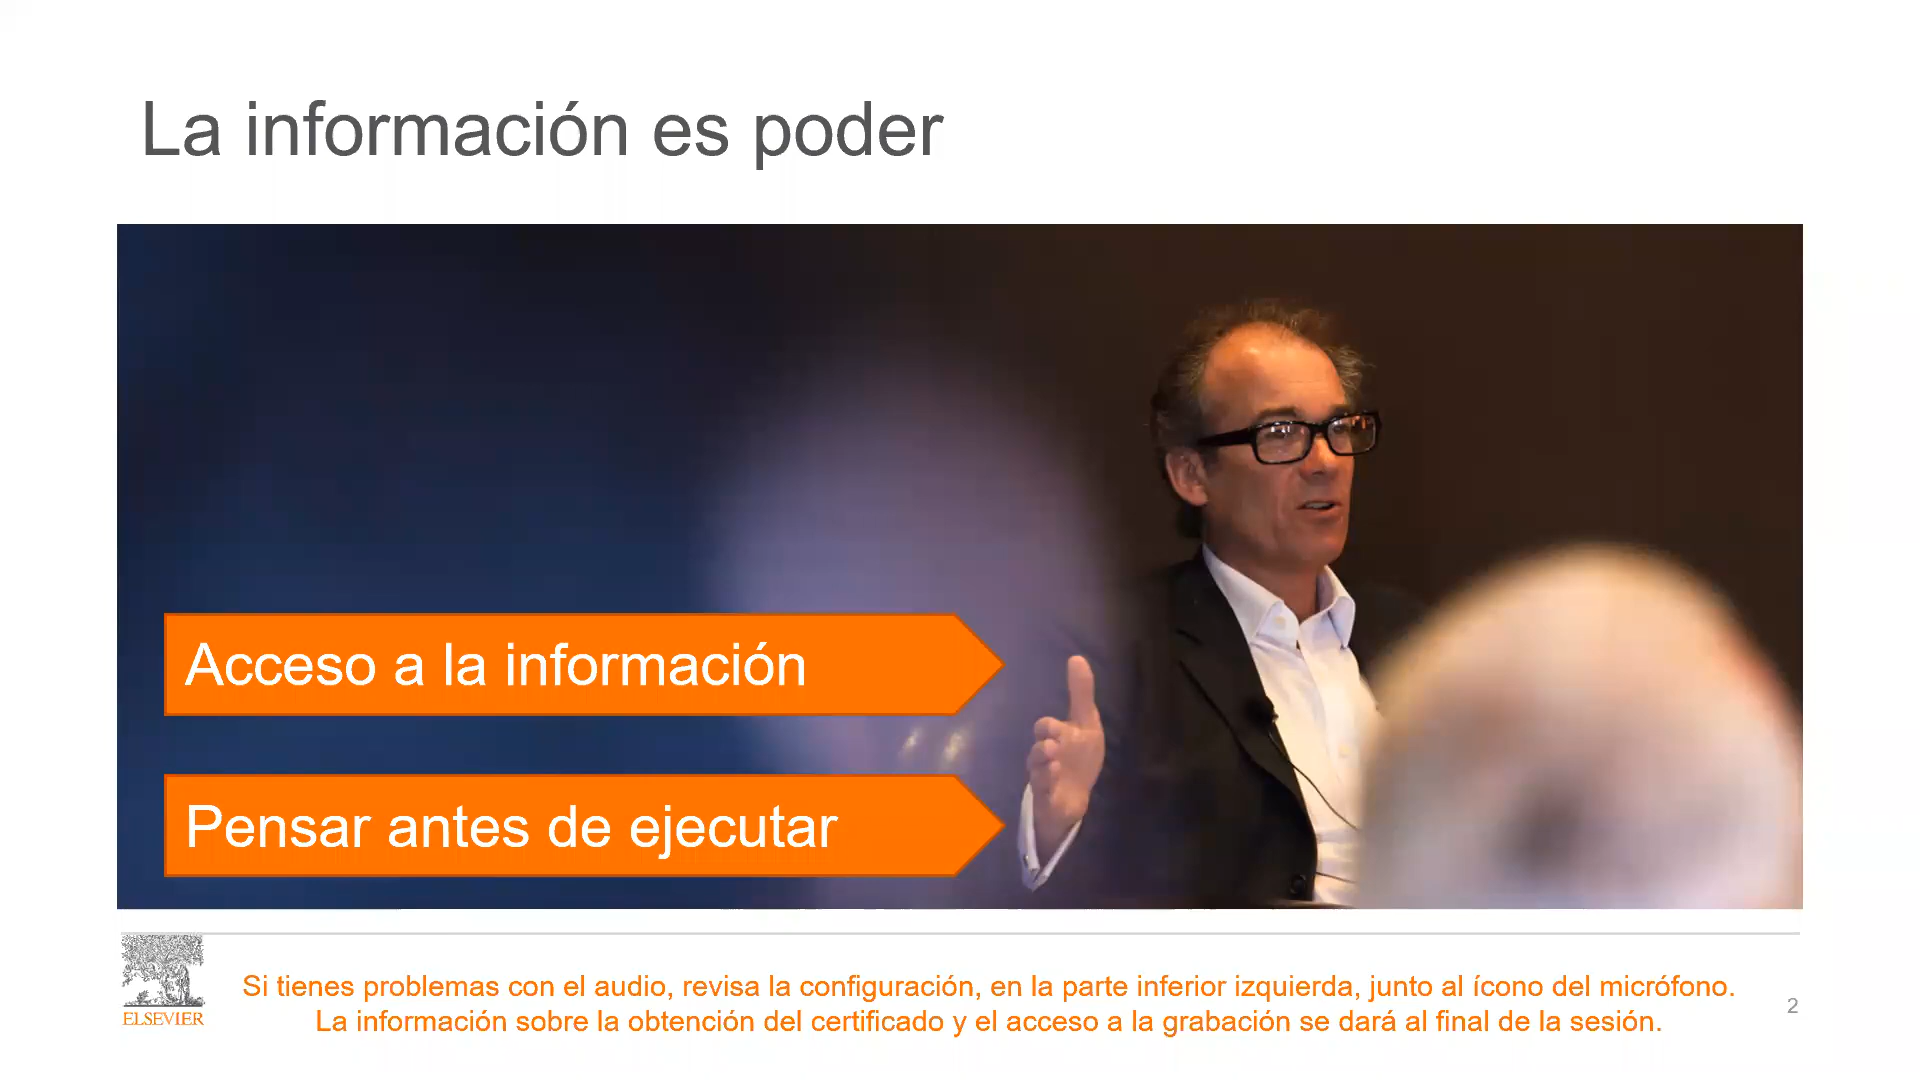 La información es poder
Acceso a la información
Pensar antes de ejecutar
ELSEVIER
Si tienes problemas con el audio, revisa la configuración, en la parte inferior izquierda, junto al ícono del micrófono.
La información sobre la obtención del certificado y el acceso a la grabación se dará al final de la sesión.
2